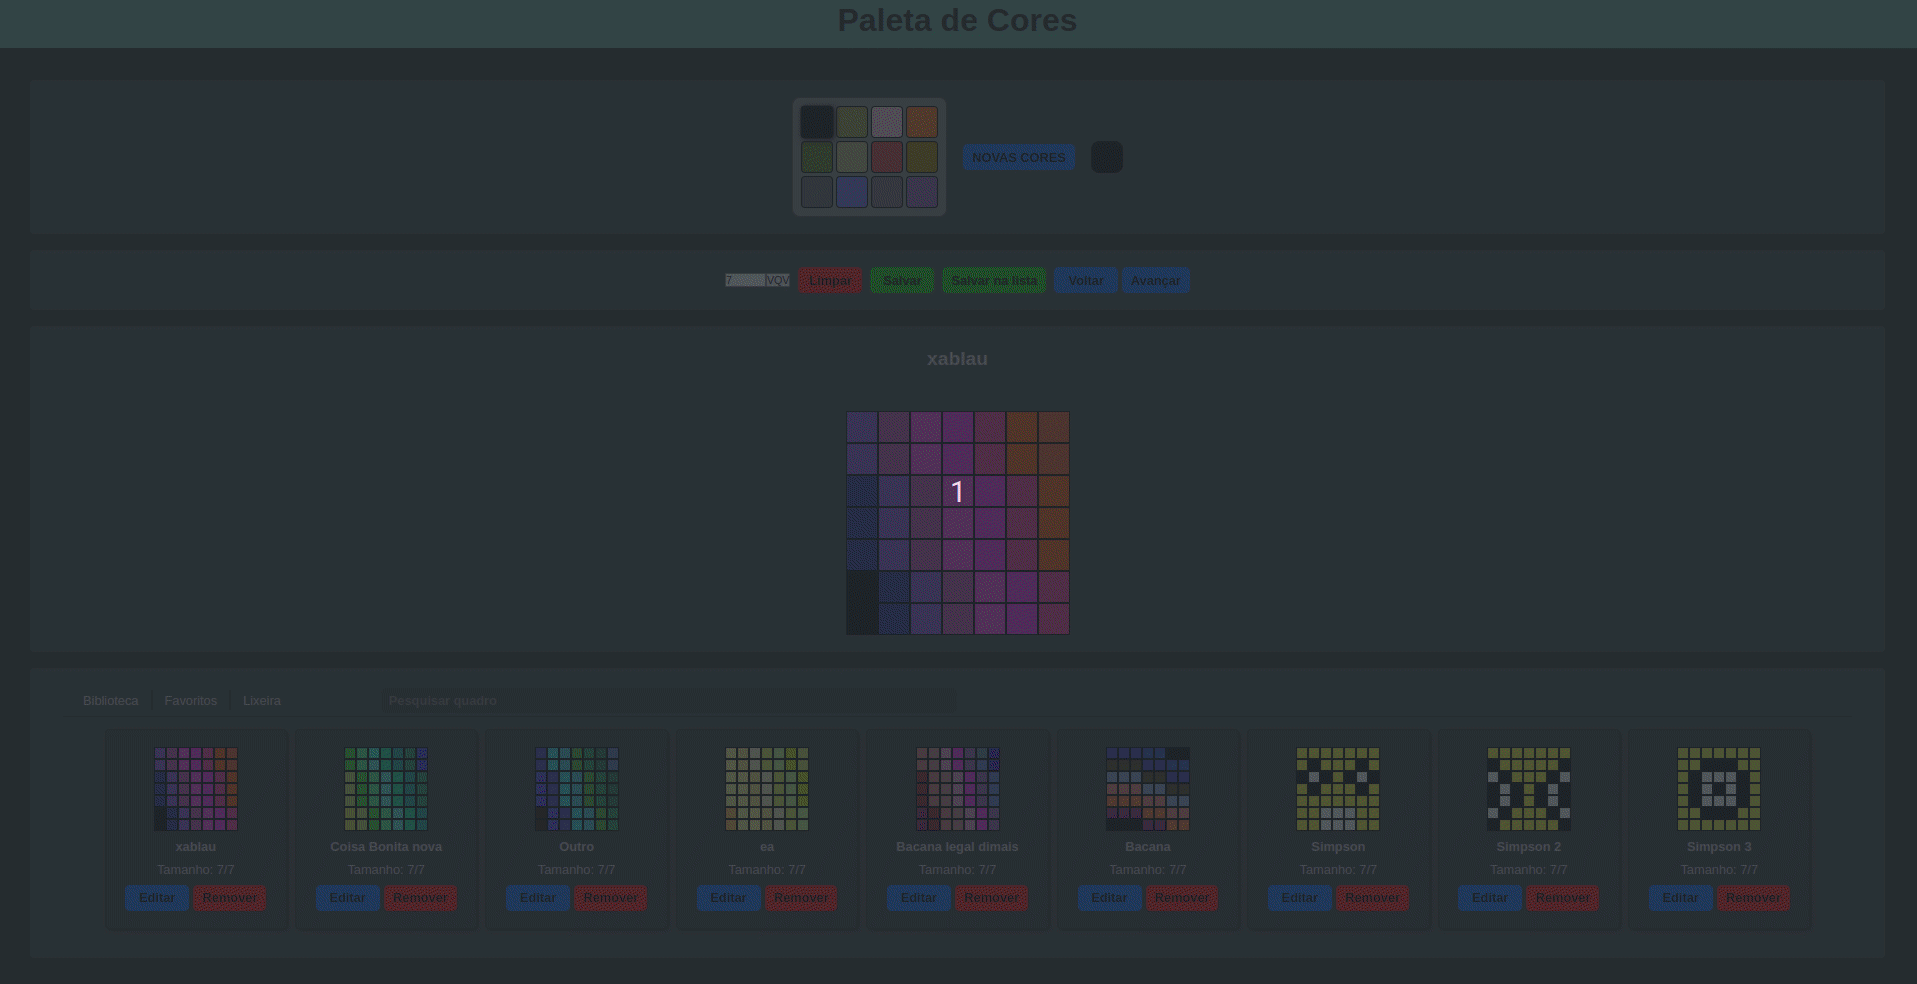 Paleta de Cores
NOVAS CORES
7 VQV Limpar Salvar Salvar na lista Voltar Avançar
xablau
1
Biblioteca Favoritos Lixeira Pesquisar quadro
xablau Coisa Bonita nova Outro ea Bacana legal dimais Bacana Simpson Simpson 2 Simpson 3
Tamanho: 7/7 Tamanho: 7/7 Tamanho: 7/7 Tamanho: 7/7 Tamanho: 7/7 Tamanho: 7/7 Tamanho: 7/7 Tamanho: 7/7 Tamanho: 7/7
Editar Remover Editar Remover Editar Remover Editar Remover Editar Remover Editar Remover Editar Remover Editar Remover Editar Remover